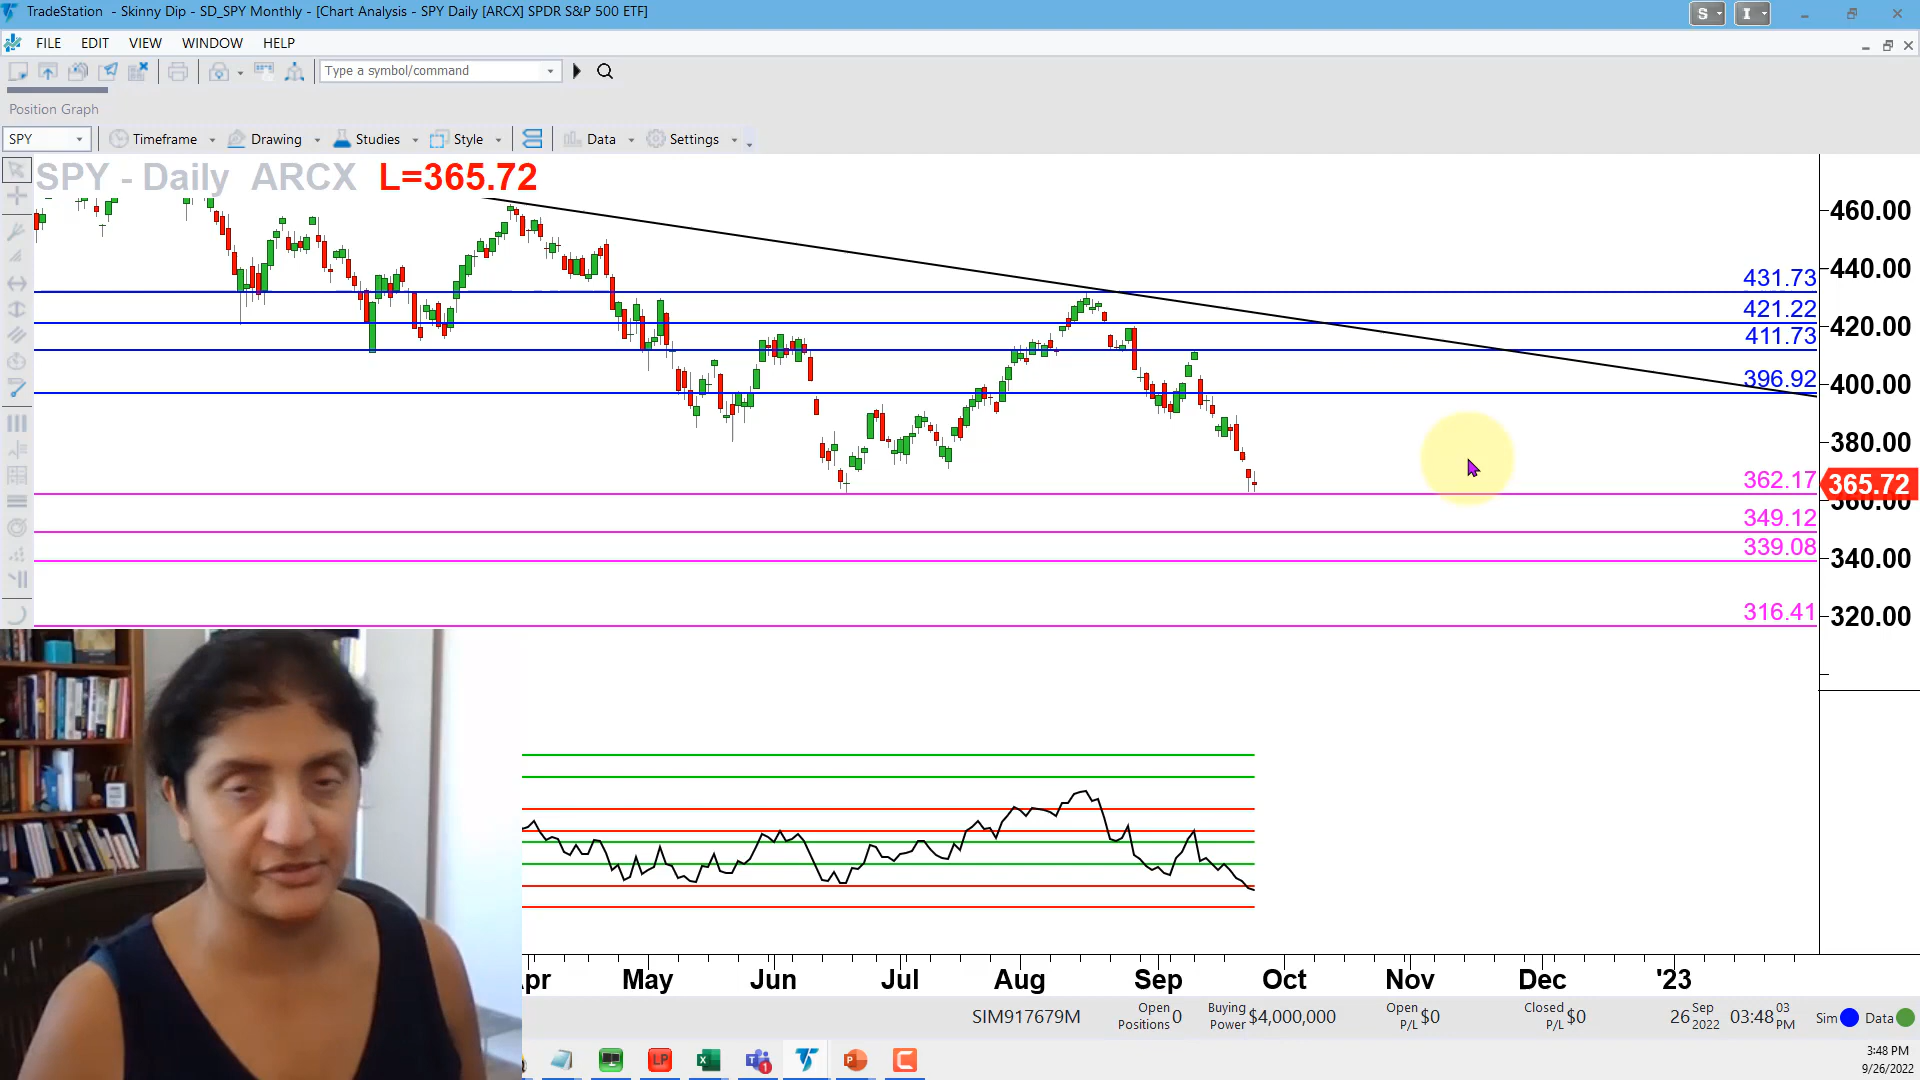 TradeStation - Skinny Dip - SD_SPY Monthly - [Chart Analysis - SPY Daily [ARCX] SPDR S&P 500 ETF]
S I
FILE EDIT VIEW WINDOW HELP
Type a symbol/command
Position Graph
SPY Timeframe Drawing Studies Style Data Settings
SPY - Daily ARCX L=365.72
460.00
440.00
431.73
421.22
420.00
411.73
396.92
400.00
380.00
362.17
365.72
360.00
349.12
339.08
340.00
316.41
320.00
Apr May Jun Jul Aug Sep Oct Nov Dec '23
SIM917679M Open Positions 0 Buying Power $4,000,000 Open P/L $0 Closed P/L $0 26 Sep 2022 03:48 03 PM Sim Data
LP
1
3:48 PM
9/26/2022